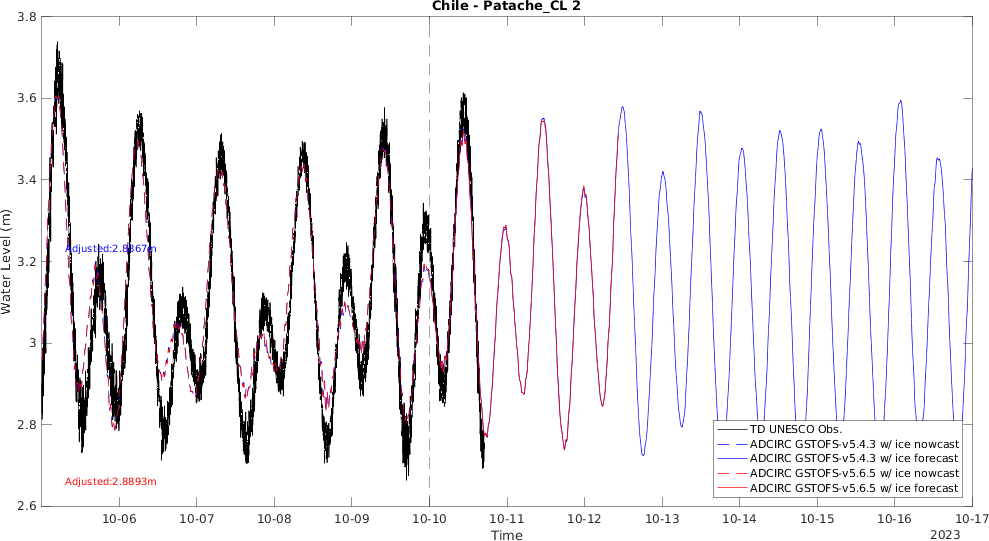 Chile - Patache_CL 2
3.8
3.6
3.4
3.2
3
2.8
2.6
Water Level (m)
Adjusted:2.8867m
Adjusted:2.8893m
TD UNESCO Obs.
ADCIRC GSTOFS-v5.4.3 w/ ice nowcast
ADCIRC GSTOFS-v5.4.3 w/ ice forecast
ADCIRC GSTOFS-v5.6.5 w/ ice nowcast
ADCIRC GSTOFS-v5.6.5 w/ ice forecast
10-06 10-07 10-08 10-09 10-10 10-11 10-12 10-13 10-14 10-15 10-16 10-17
Time
2023